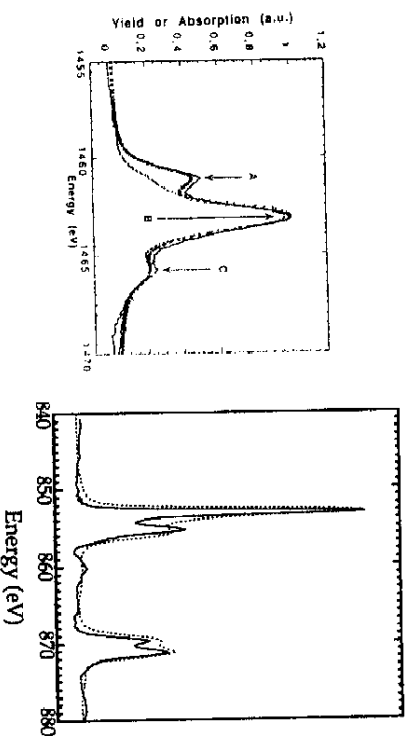 Yield or Absorption (a.u.)
0 0.2 0.4 0.6 0.8 1 1.2
1455 1460 1465 1470
Energy (eV)
A
B
C
840 850 860 870 880
Energy (eV)